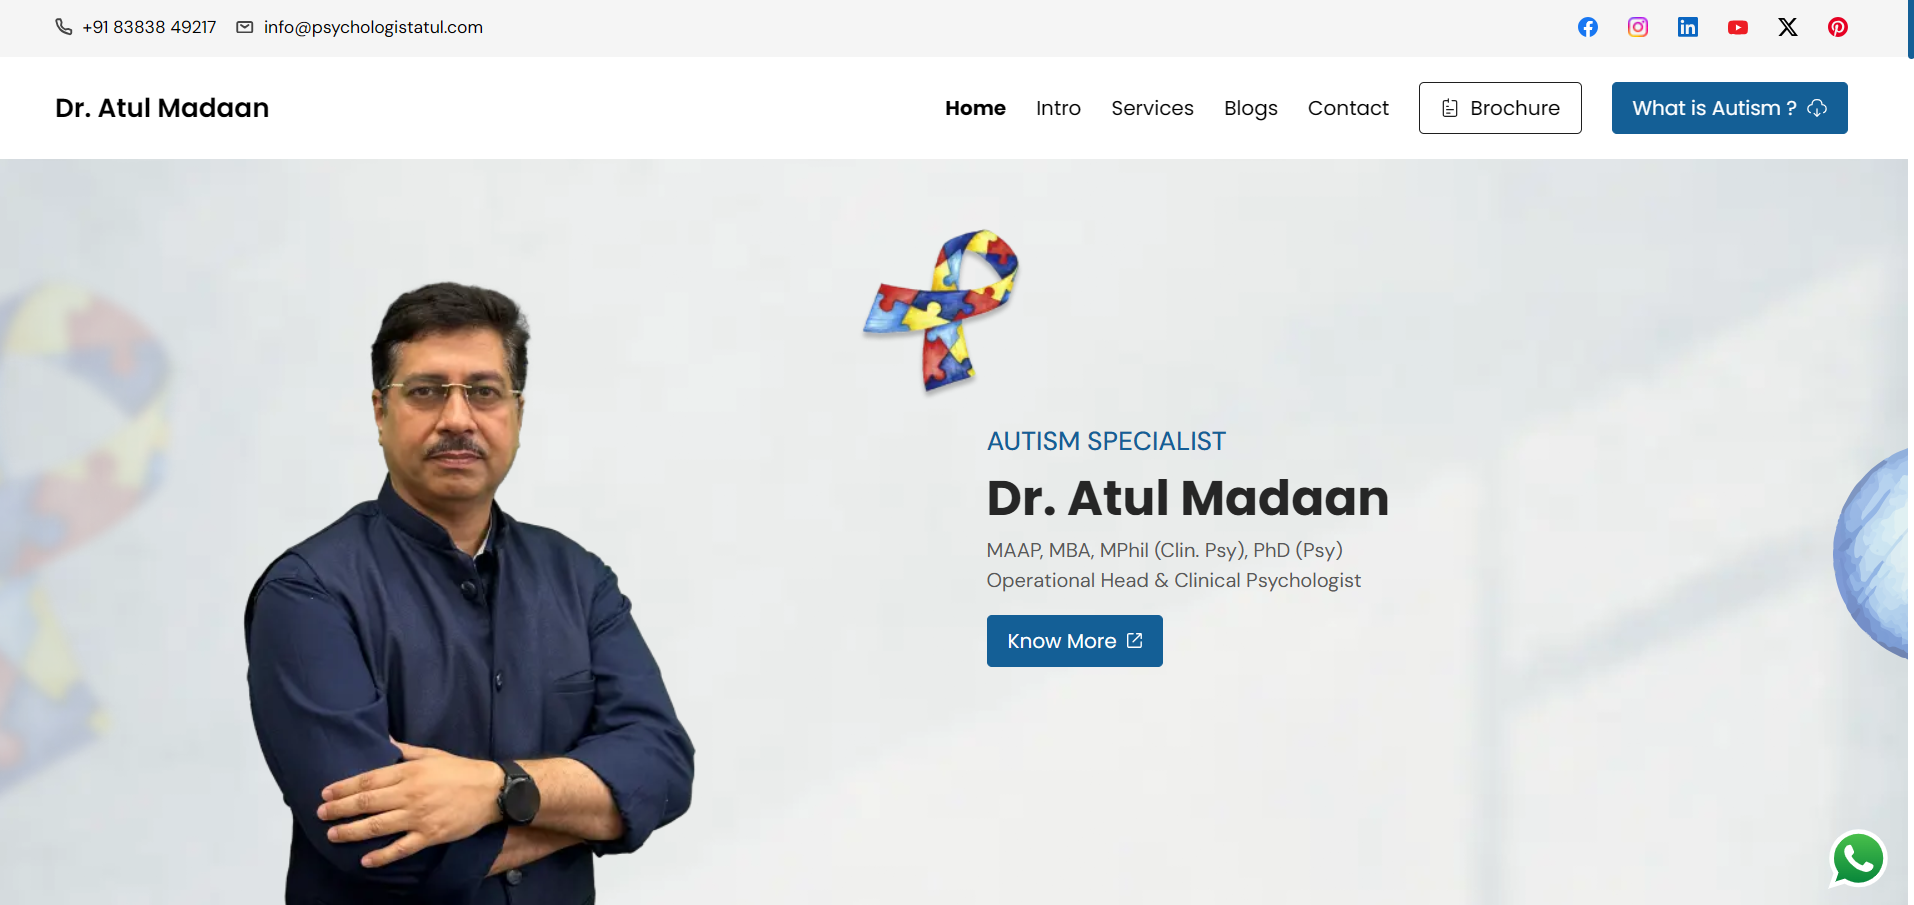 +91 83838 49217 info@psychologistatul.com
Dr. Atul Madaan
Home Intro Services Blogs Contact Brochure What is Autism ?
AUTISM SPECIALIST
Dr. Atul Madaan
MAAP, MBA, MPhil (Clin. Psy), PhD (Psy)
Operational Head & Clinical Psychologist
Know More